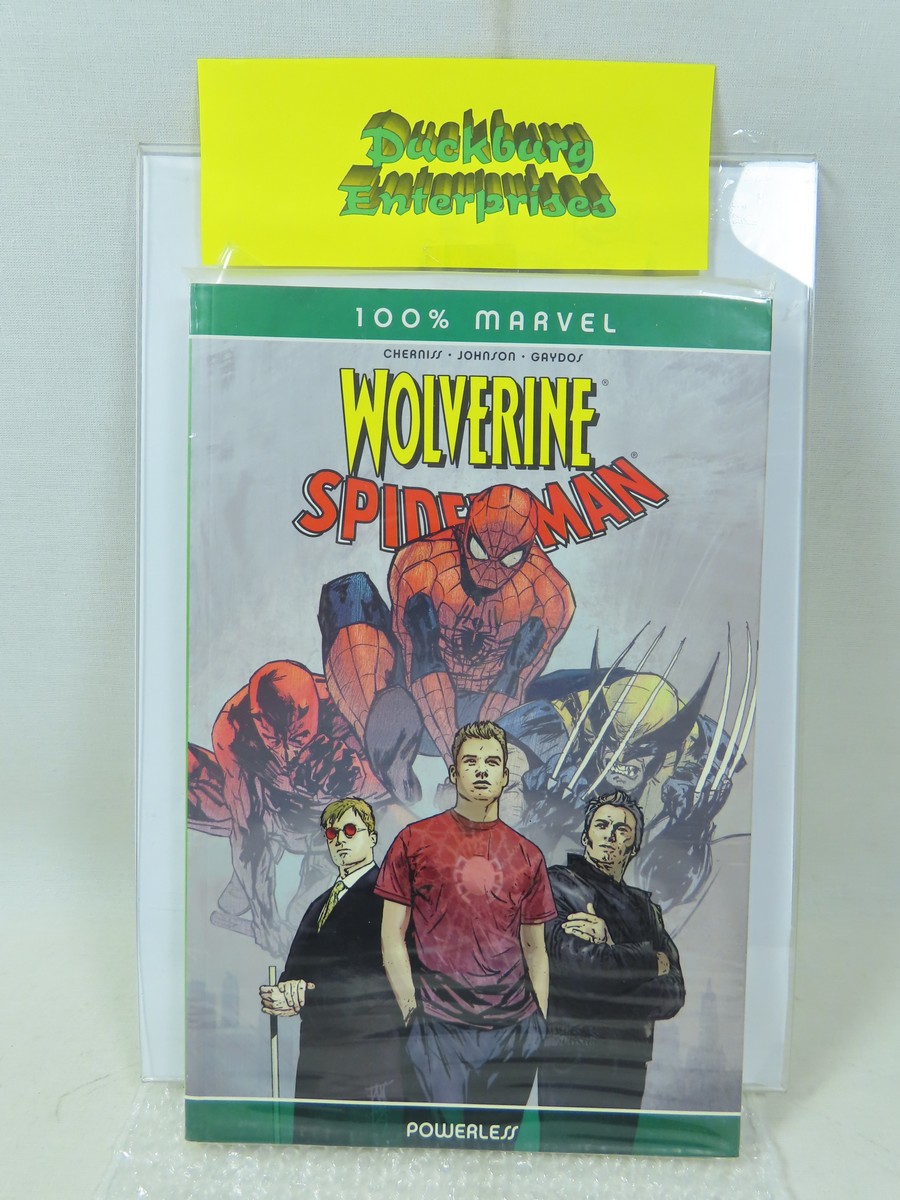 Duckburg
Enterprises
100% MARVEL
CHERNISS • JOHNSON • GAYDOS
WOLVERINE®
SPIDER-MAN®
POWERLESS